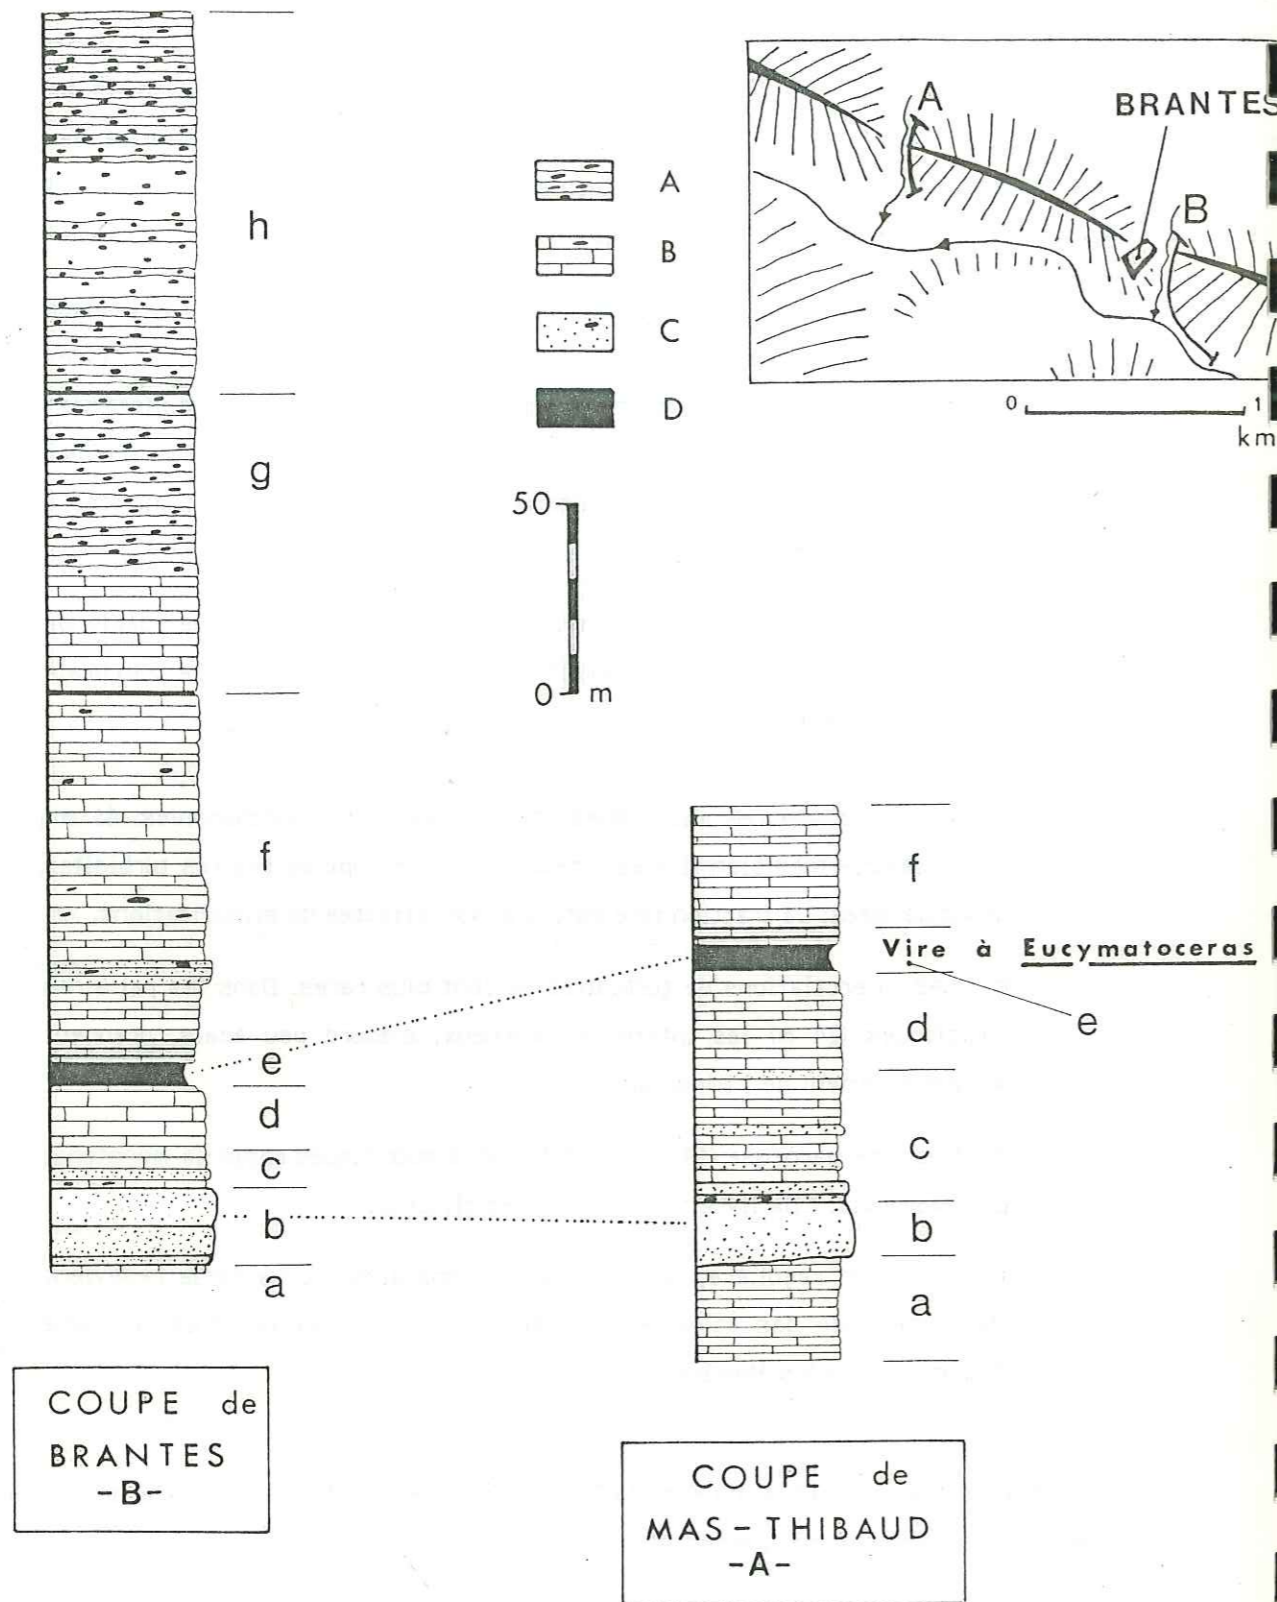 h
g
f
e
d
c
b
a
COUPE de
BRANTES
-B-
A
B
C
D
50
0 m
A
BRANTES
B
0 1
km
f
Vire à Eucymatoceras
e
d
c
b
a
COUPE de
MAS-THIBAUD
-A-